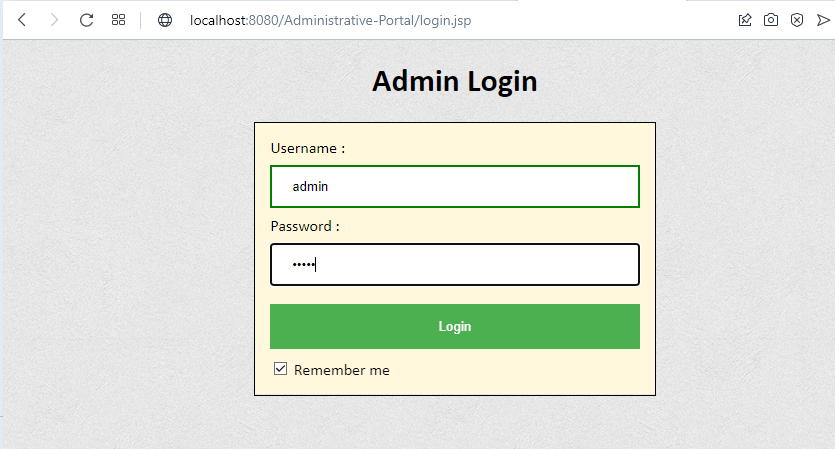 localhost:8080/Administrative-Portal/login.jsp
Admin Login
Username :
admin
Password :
•••••
Login
Remember me